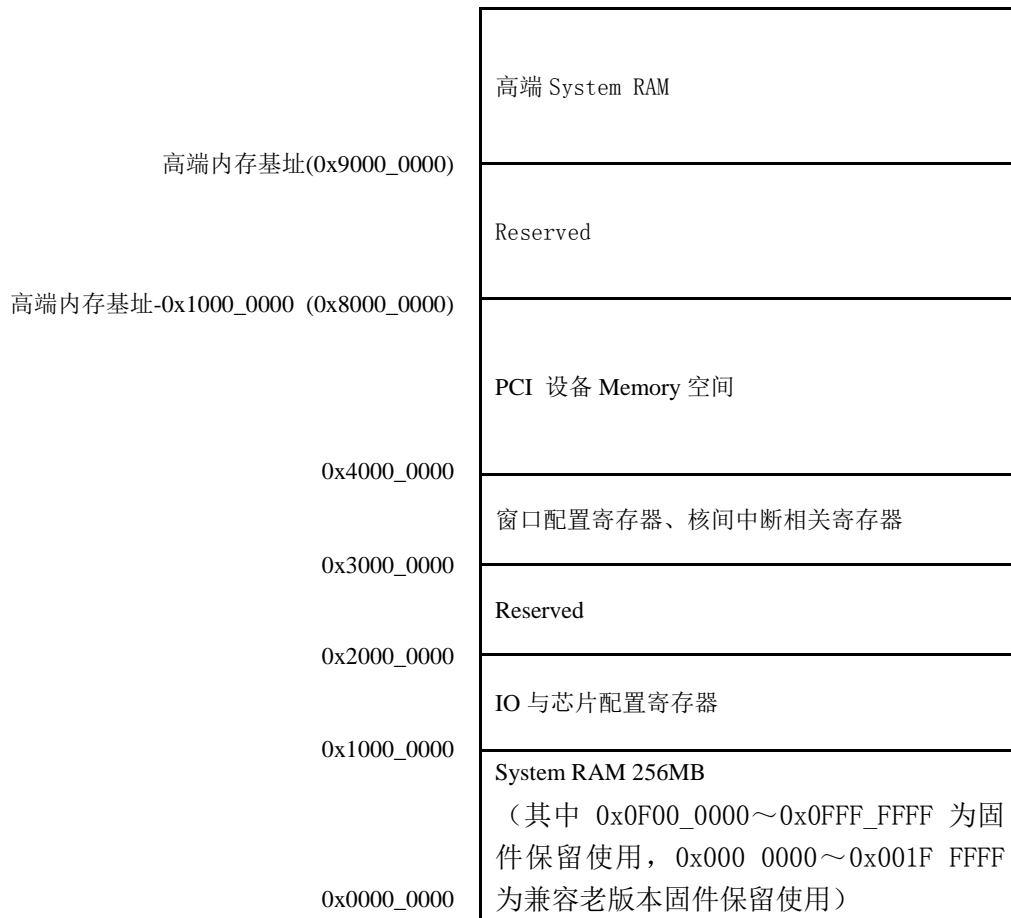 高端 System RAM
高端内存基址(0x9000_0000)
Reserved
高端内存基址-0x1000_0000 (0x8000_0000)
PCI 设备 Memory 空间
0x4000_0000
窗口配置寄存器、核间中断相关寄存器
0x3000_0000
Reserved
0x2000_0000
IO 与芯片配置寄存器
0x1000_0000
System RAM 256MB
（其中 0x0F00_0000～0x0FFF_FFFF 为固
件保留使用，0x000 0000～0x001F FFFF
为兼容老版本固件保留使用）
0x0000_0000